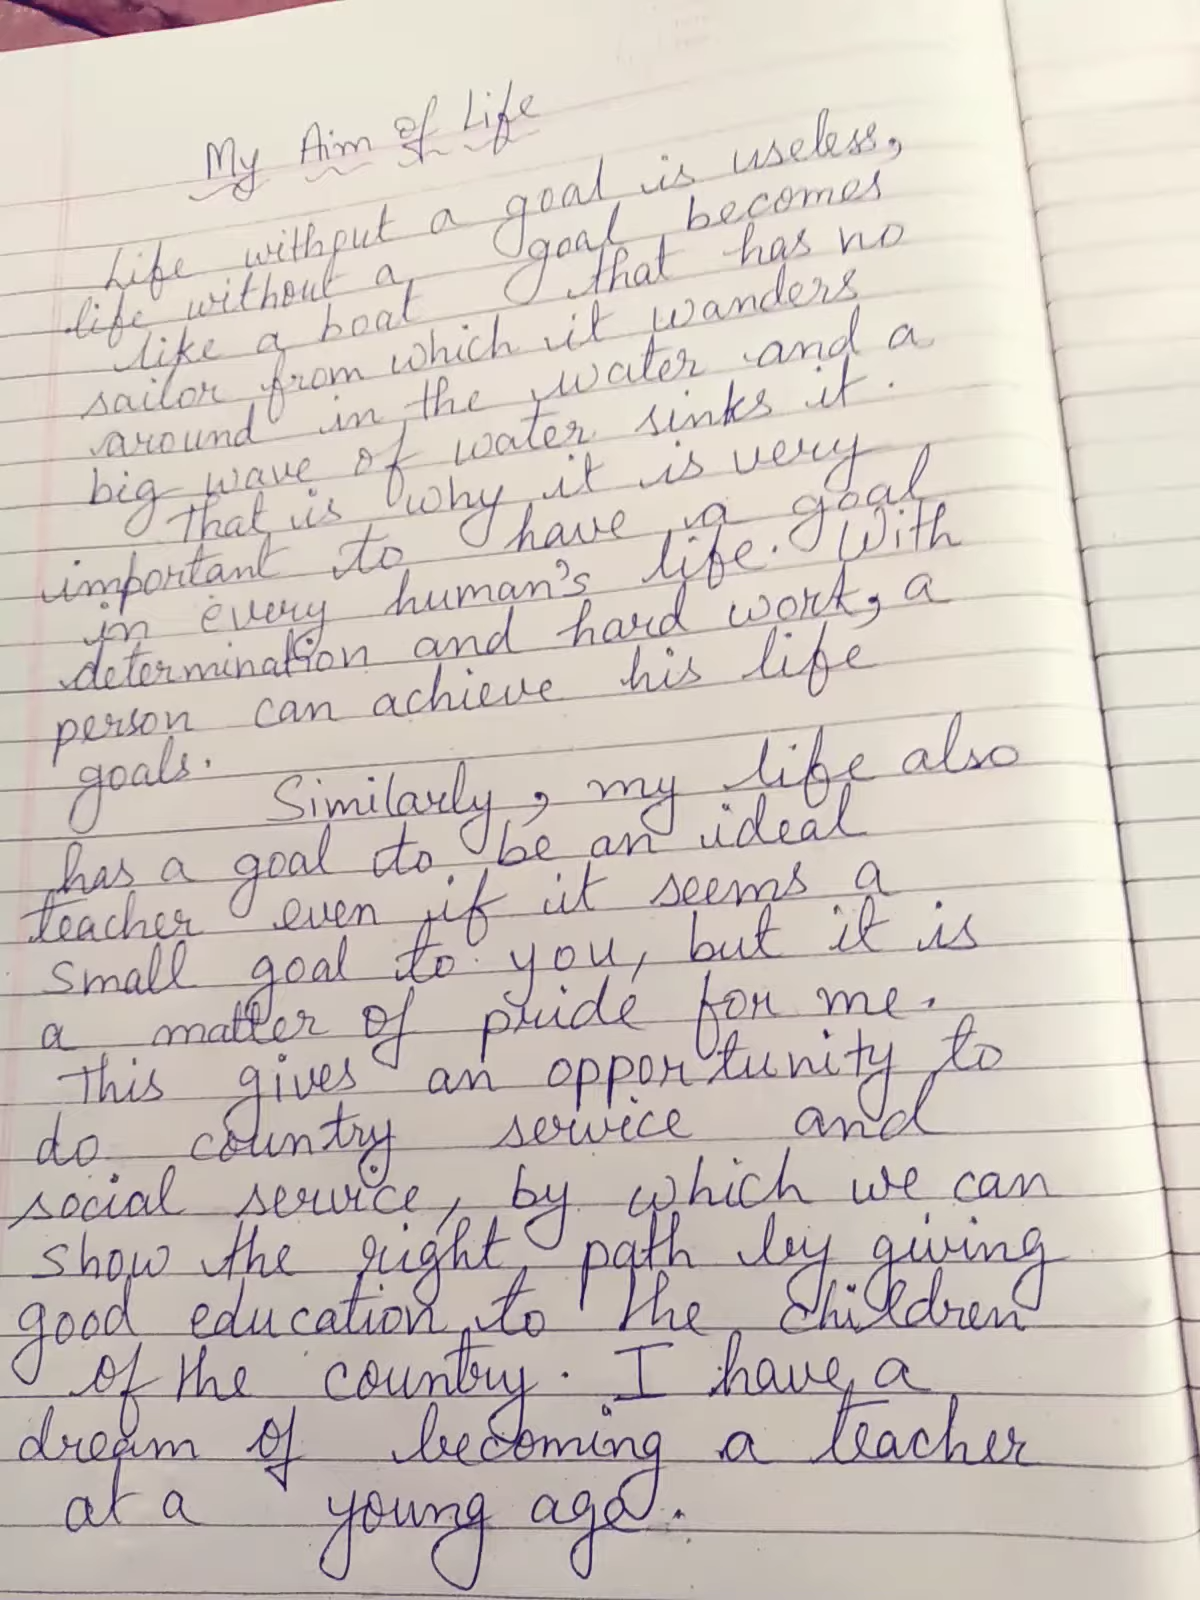 My Aim of Life
Life without a goal is useless,
life without a goal becomes
like a boat that has no
sailor from which it wanders
around in the water and a
big wave of water sinks it.
That is why it is very
important to have a goal
in every human's life. With
determination and hard work, a
person can achieve his life
goals.
Similarly, my life also
has a goal to be an ideal
teacher even if it seems a
small goal to you, but it is
a matter of pride for me.
This gives an opportunity to
do country service and
social service, by which we can
show the right path by giving
good education to the children
of the country. I have a
dream of becoming a teacher
at a young age.